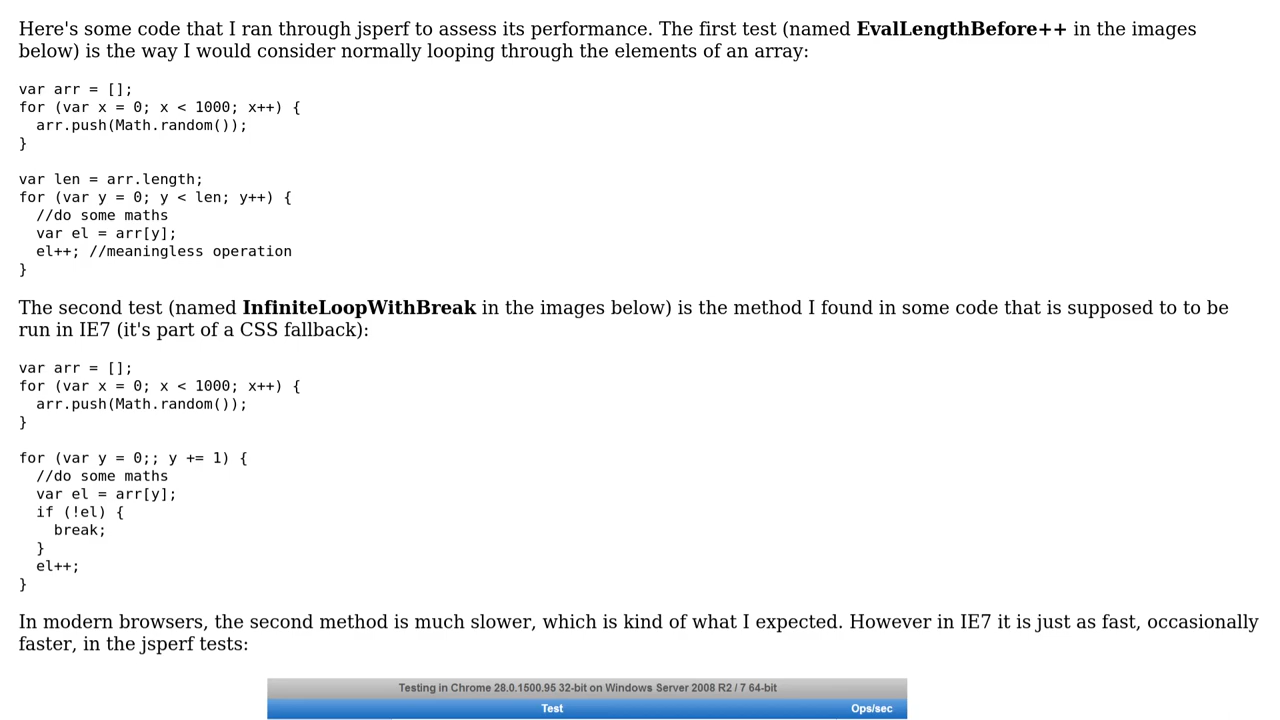 Here's some code that I ran through jsperf to assess its performance. The first test (named EvalLengthBefore++ in the images
below) is the way I would consider normally looping through the elements of an array:
var arr = [];
for (var x = 0; x < 1000; x++) {
  arr.push(Math.random());
}
var len = arr.length;
for (var y = 0; y < len; y++) {
  //do some maths
  var el = arr[y];
  el++; //meaningless operation
}
The second test (named InfiniteLoopWithBreak in the images below) is the method I found in some code that is supposed to to be
run in IE7 (it's part of a CSS fallback):
var arr = [];
for (var x = 0; x < 1000; x++) {
  arr.push(Math.random());
}
for (var y = 0;; y += 1) {
  //do some maths
  var el = arr[y];
  if (!el) {
    break;
  }
  el++;
}
In modern browsers, the second method is much slower, which is kind of what I expected. However in IE7 it is just as fast, occasionally
faster, in the jsperf tests:
Testing in Chrome 28.0.1500.95 32-bit on Windows Server 2008 R2 / 7 64-bit
Test Ops/sec